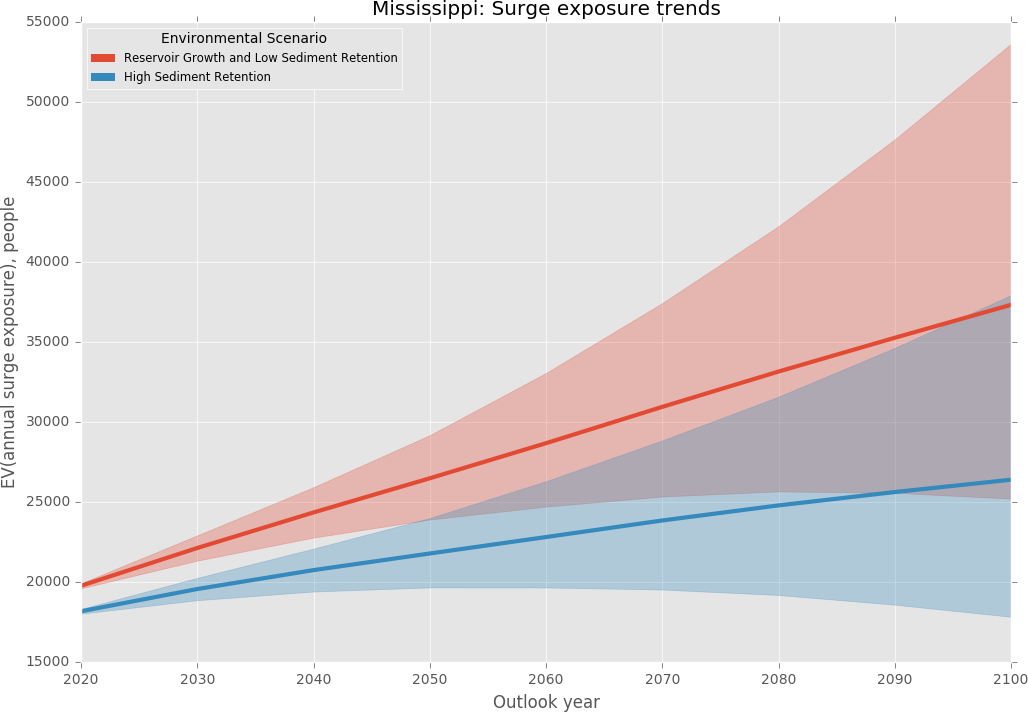 Mississippi: Surge exposure trends
Environmental Scenario
Reservoir Growth and Low Sediment Retention
High Sediment Retention
EV(annual surge exposure), people
55000
50000
45000
40000
35000
30000
25000
20000
15000
2020 2030 2040 2050 2060 2070 2080 2090 2100
Outlook year